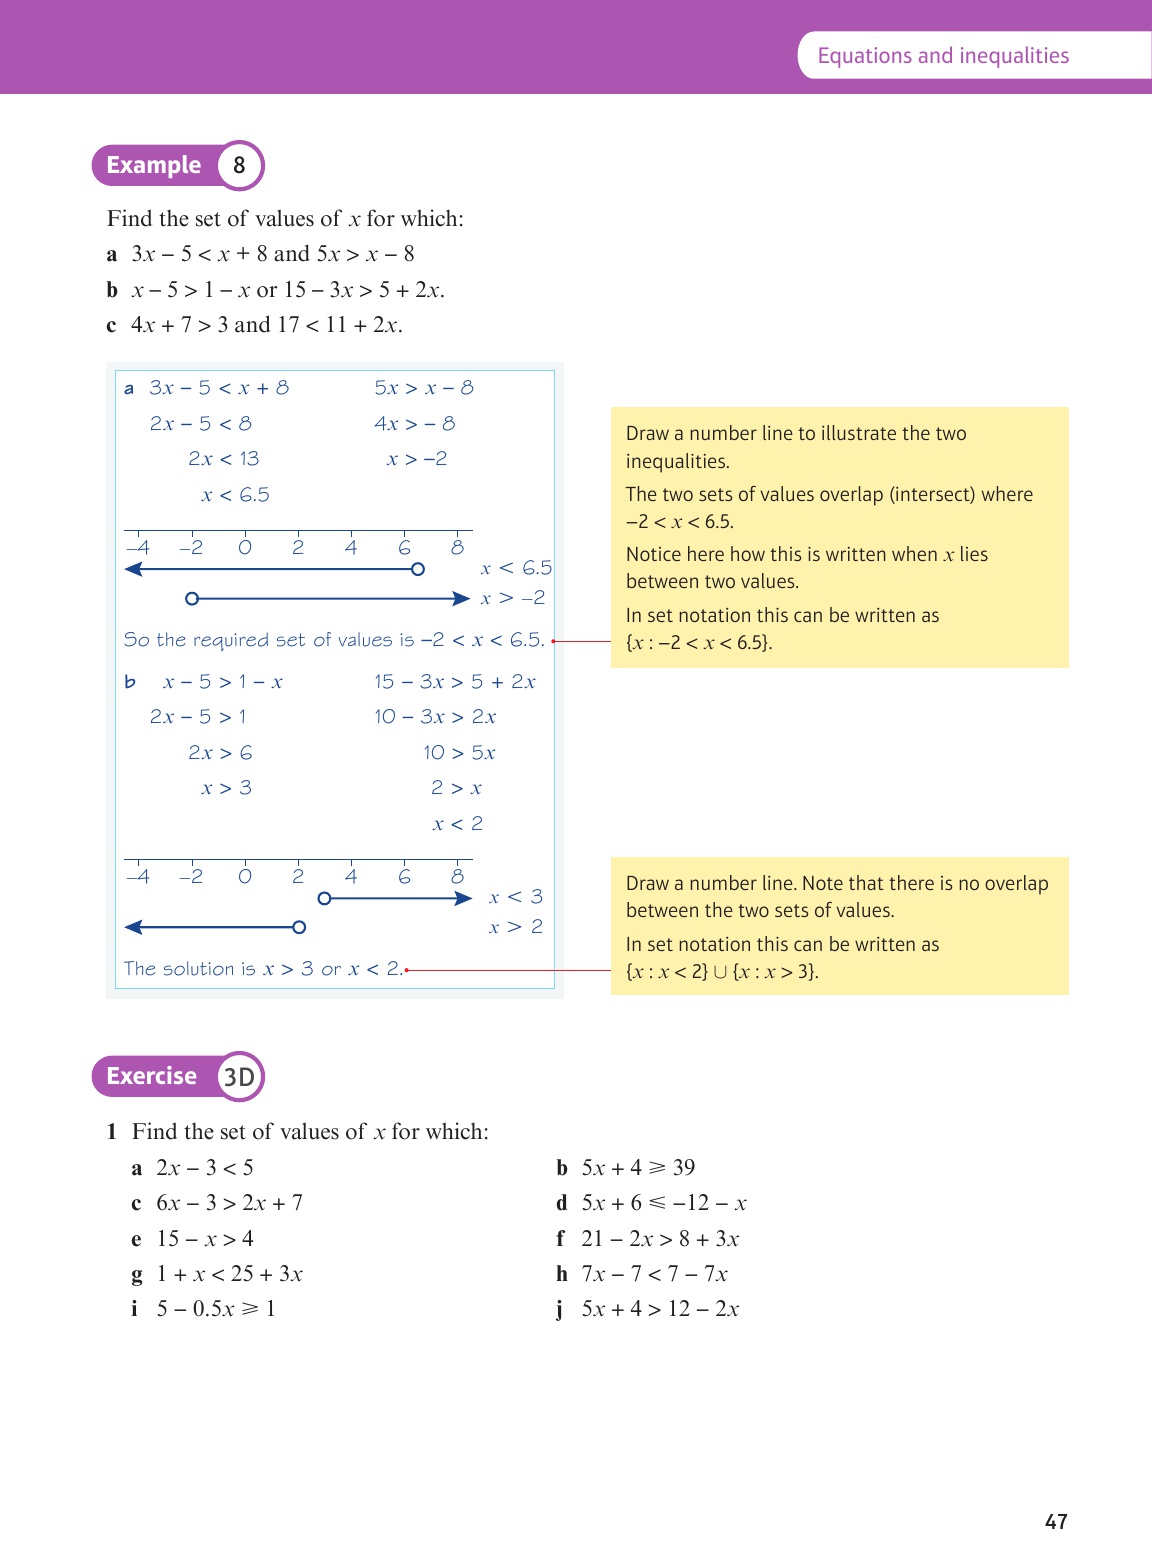 Equations and inequalities
Example 8
Find the set of values of x for which:
a 3x − 5 < x + 8 and 5x > x − 8
b x − 5 > 1 − x or 15 − 3x > 5 + 2x.
c 4x + 7 > 3 and 17 < 11 + 2x.
a 3x − 5 < x + 8 5x > x − 8
2x − 5 < 8 4x > − 8
2x < 13 x > −2
x < 6.5
−4 −2 0 2 4 6 8
x < 6.5
x > −2
So the required set of values is −2 < x < 6.5.
Draw a number line to illustrate the two
inequalities.
The two sets of values overlap (intersect) where
−2 < x < 6.5.
Notice here how this is written when x lies
between two values.
In set notation this can be written as
{x : −2 < x < 6.5}.
b x − 5 > 1 − x 15 − 3x > 5 + 2x
2x − 5 > 1 10 − 3x > 2x
2x > 6 10 > 5x
x > 3 2 > x
x < 2
−4 −2 0 2 4 6 8
x < 3
x > 2
The solution is x > 3 or x < 2.
Draw a number line. Note that there is no overlap
between the two sets of values.
In set notation this can be written as
{x : x < 2} ∪ {x : x > 3}.
Exercise 3D
1 Find the set of values of x for which:
a 2x − 3 < 5 b 5x + 4 ⩾ 39
c 6x − 3 > 2x + 7 d 5x + 6 ⩽ −12 − x
e 15 − x > 4 f 21 − 2x > 8 + 3x
g 1 + x < 25 + 3x h 7x − 7 < 7 − 7x
i 5 − 0.5x ⩾ 1 j 5x + 4 > 12 − 2x
47